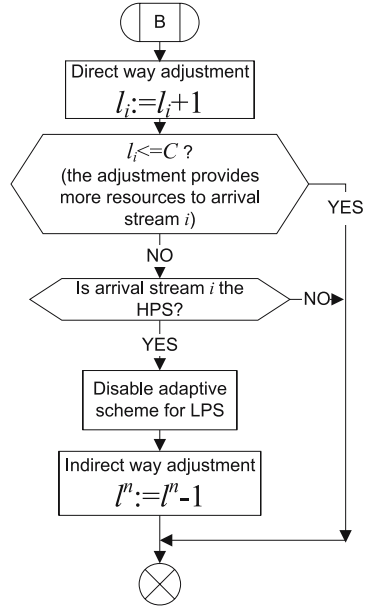 B
Direct way adjustment
lᵢ:=lᵢ+1
lᵢ<=C ?
(the adjustment provides
more resources to arrival
stream i)
YES
NO
Is arrival stream i the
HPS?
NO
YES
Disable adaptive
scheme for LPS
Indirect way adjustment
lⁿ:=lⁿ-1